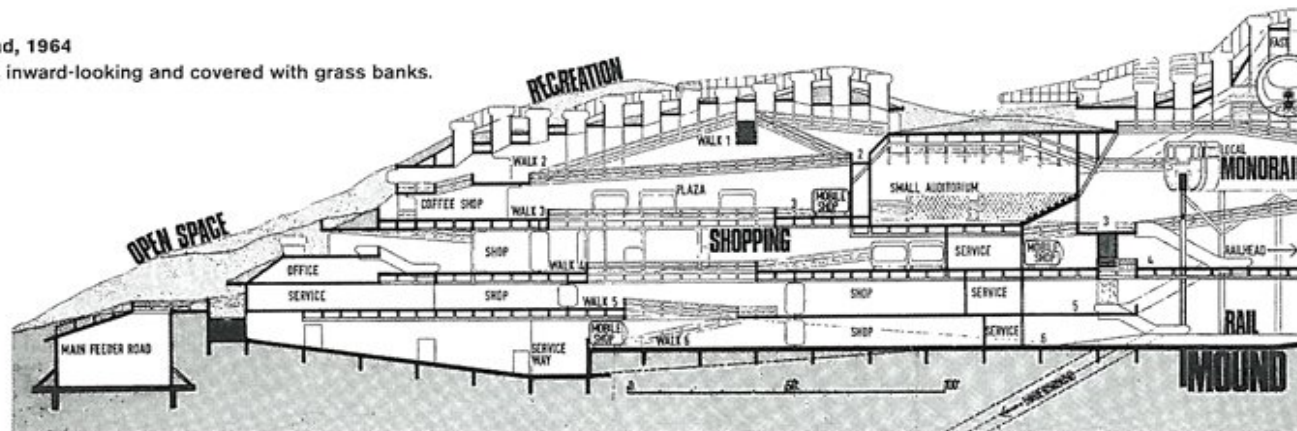 d, 1964
inward-looking and covered with grass banks.
RECREATION
FAST
WALK 1
WALK 2
2
LOCAL
MONORAIL
PLAZA
SMALL AUDITORIUM
COFFEE SHOP
WALK 3
3
MOBILE SHOP
OPEN SPACE
SHOPPING
3
SHOP
SERVICE
MOBILE SHOP
RAILHEAD
OFFICE
WALK 4
4
SERVICE
SHOP
WALK 5
SHOP
SERVICE
5
RAIL
MAIN FEEDER ROAD
SERVICE WAY
MOBILE SHOP
WALK 6
SHOP
SERVICE
6
MOUND
0
50'
100'